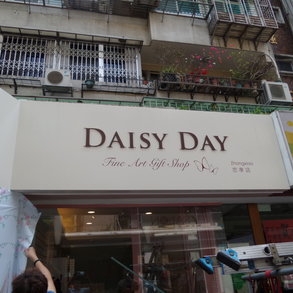 DAISY DAY
Fine Art Gift Shop
Zhongxiao
忠孝店